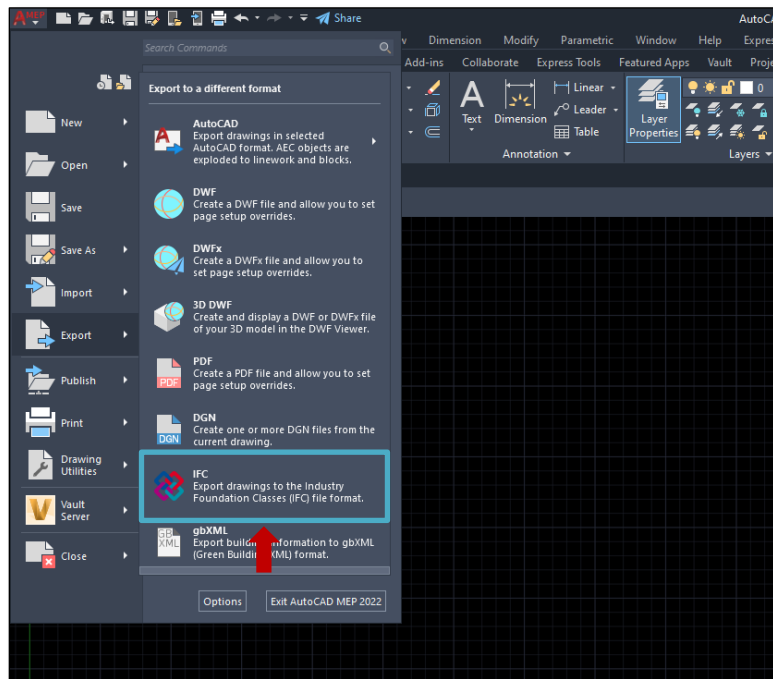 A MEP
Share
AutoCA
Search Commands
v Dimension Modify Parametric Window Help Expres
Add-ins Collaborate Express Tools Featured Apps Vault Proje
Export to a different format
New
Open
Save
Save As
Import
Export
Publish
Print
Drawing
Utilities
Vault
Server
Close
AutoCAD
Export drawings in selected
AutoCAD format. AEC objects are
exploded to linework and blocks.
DWF
Create a DWF file and allow you to set
page setup overrides.
DWFx
Create a DWFx file and allow you to
set page setup overrides.
3D DWF
Create and display a DWF or DWFx file
of your 3D model in the DWF Viewer.
PDF
PDF
Create a PDF file and allow you to set
page setup overrides.
DGN
DGN
Create one or more DGN files from the
current drawing.
IFC
Export drawings to the Industry
Foundation Classes (IFC) file format.
GB
XML
gbXML
Export building information to gbXML
(Green Building XML) format.
Options
Exit AutoCAD MEP 2022
A
Text
Dimension
Linear
Leader
Table
Annotation
Layer
Properties
0
Layers